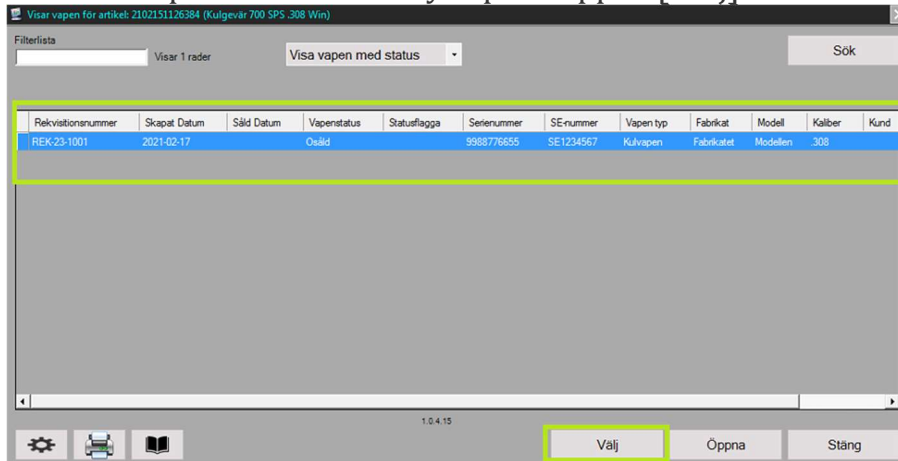 Visar vapen för artikel: 2102151126384 (Kulgevär 700 SPS .308 Win)
Filterlista
Visar 1 rader
Visa vapen med status
Sök
Rekvisitionsnummer Skapat Datum Såld Datum Vapenstatus Statusflagga Serienummer SE-nummer Vapen typ Fabrikat Modell Kaliber Kund
REK-23-1001 2021-02-17 Osåld 9988776655 SE1234567 Kulvapen Fabrikatet Modellen .308
1.0.4.15
Välj Öppna Stäng